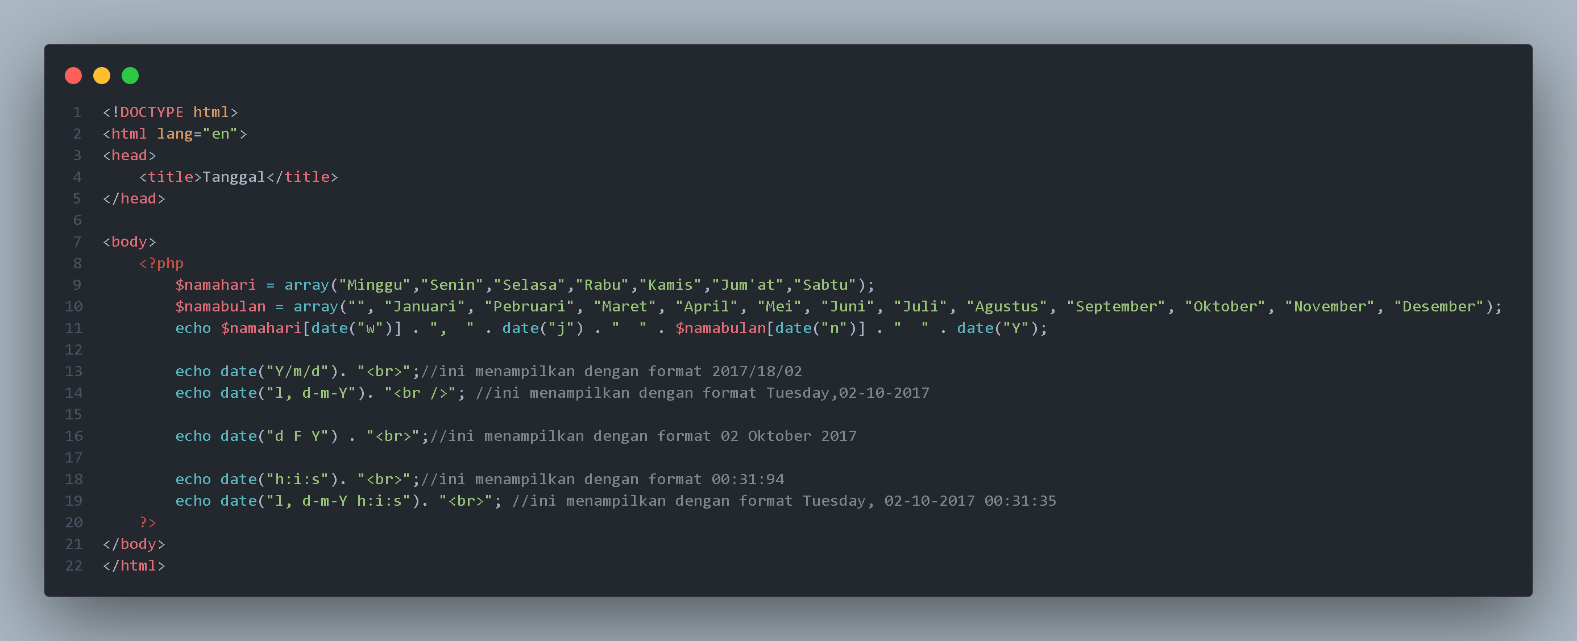 1 <!DOCTYPE html>
2 <html lang="en">
3 <head>
4     <title>Tanggal</title>
5 </head>
6
7 <body>
8     <?php
9         $namahari = array("Minggu","Senin","Selasa","Rabu","Kamis","Jum'at","Sabtu");
10         $namabulan = array("", "Januari", "Pebruari", "Maret", "April", "Mei", "Juni", "Juli", "Agustus", "September", "Oktober", "November", "Desember");
11         echo $namahari[date("w")] . ",  " . date("j") . "  " . $namabulan[date("n")] . "  " . date("Y");
12
13         echo date("Y/m/d"). "<br>";//ini menampilkan dengan format 2017/18/02
14         echo date("l, d-m-Y"). "<br />"; //ini menampilkan dengan format Tuesday,02-10-2017
15
16         echo date("d F Y") . "<br>";//ini menampilkan dengan format 02 Oktober 2017
17
18         echo date("h:i:s"). "<br>";//ini menampilkan dengan format 00:31:94
19         echo date("l, d-m-Y h:i:s"). "<br>"; //ini menampilkan dengan format Tuesday, 02-10-2017 00:31:35
20     ?>
21 </body>
22 </html>